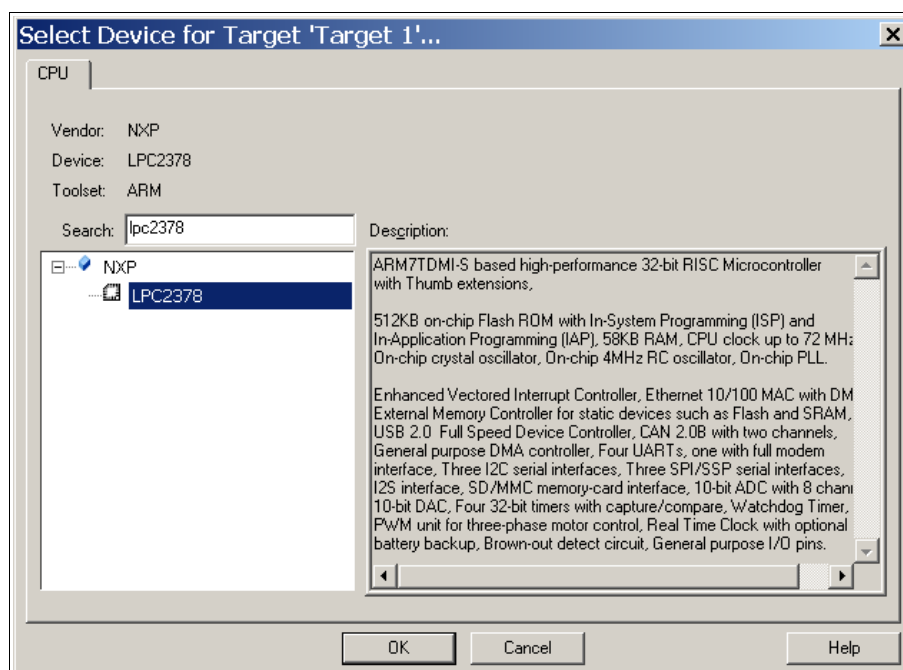 Select Device for Target 'Target 1'...
CPU
Vendor: NXP
Device: LPC2378
Toolset: ARM
Search: lpc2378
Description:
NXP
LPC2378
ARM7TDMI-S based high-performance 32-bit RISC Microcontroller
with Thumb extensions,
512KB on-chip Flash ROM with In-System Programming (ISP) and
In-Application Programming (IAP), 58KB RAM, CPU clock up to 72 MHz
On-chip crystal oscillator, On-chip 4MHz RC oscillator, On-chip PLL.
Enhanced Vectored Interrupt Controller, Ethernet 10/100 MAC with DM
External Memory Controller for static devices such as Flash and SRAM,
USB 2.0 Full Speed Device Controller, CAN 2.0B with two channels,
General purpose DMA controller, Four UARTs, one with full modem
interface, Three I2C serial interfaces, Three SPI/SSP serial interfaces,
I2S interface, SD/MMC memory-card interface, 10-bit ADC with 8 chann
10-bit DAC, Four 32-bit timers with capture/compare, Watchdog Timer,
PWM unit for three-phase motor control, Real Time Clock with optional
battery backup, Brown-out detect circuit, General purpose I/O pins.
OK
Cancel
Help